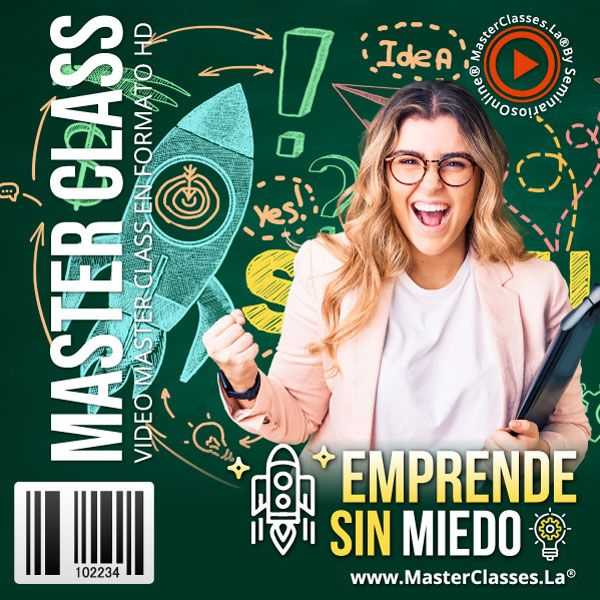 MASTER CLASS
VIDEO MASTER CLASS EN FORMATO HD
MasterClasses.La® By SeminariosOnline®
IdeA
!
?
yes!
EMPRENDE
SIN MIEDO
www.MasterClasses.La®
102234